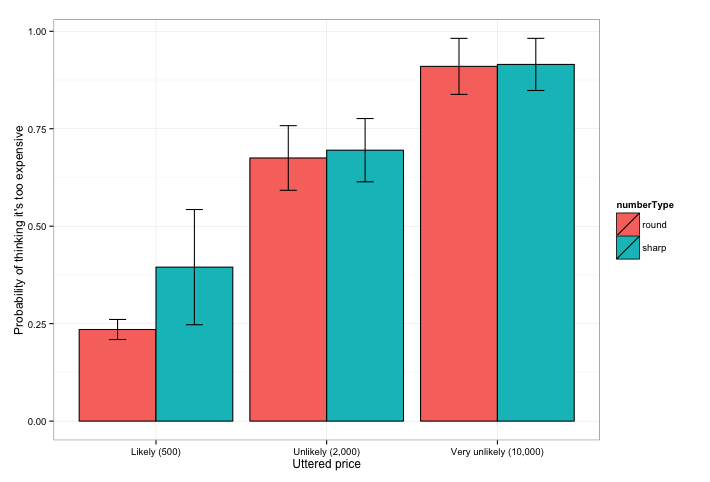 1.00
0.75
0.50
0.25
0.00
Probability of thinking it's too expensive
Likely (500)
Unlikely (2,000)
Very unlikely (10,000)
Uttered price
numberType
round
sharp